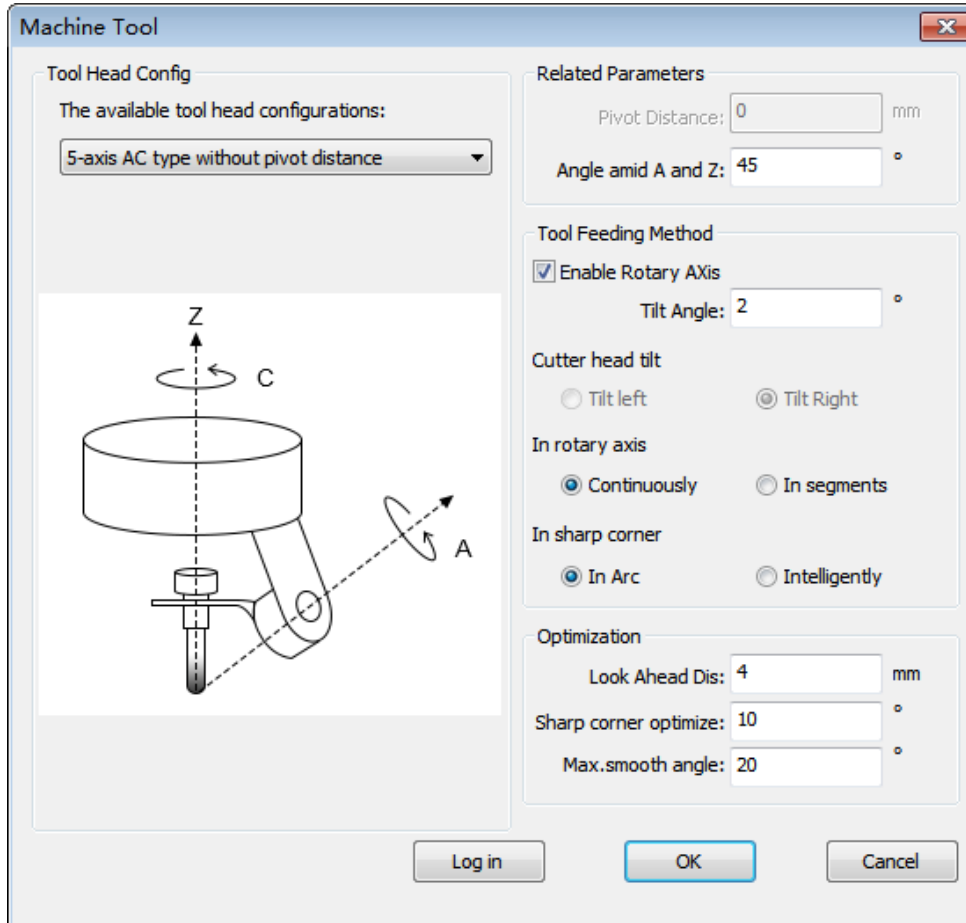 Machine Tool
Tool Head Config
The available tool head configurations:
5-axis AC type without pivot distance
Z
C
A
Related Parameters
Pivot Distance: 0 mm
Angle amid A and Z: 45 °
Tool Feeding Method
Enable Rotary AXis
Tilt Angle: 2 °
Cutter head tilt
Tilt left Tilt Right
In rotary axis
Continuously In segments
In sharp corner
In Arc Intelligently
Optimization
Look Ahead Dis: 4 mm
Sharp corner optimize: 10 °
Max.smooth angle: 20 °
Log in OK Cancel